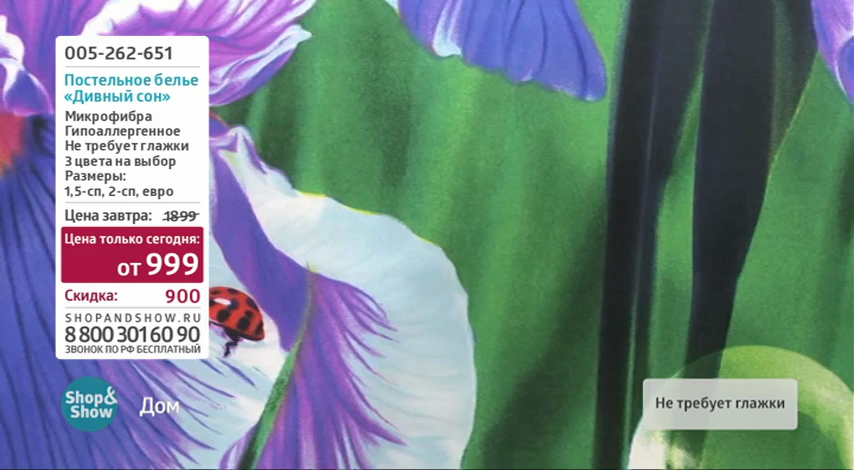 005-262-651
Постельное белье
«Дивный сон»
Микрофибра
Гипоаллергенное
Не требует глажки
3 цвета на выбор
Размеры:
1,5-сп, 2-сп, евро
Цена завтра: 1899
Цена только сегодня:
от 999
Скидка: 900
SHOPANDSHOW.RU
8 800 301 60 90
ЗВОНОК ПО РФ БЕСПЛАТНЫЙ
Shop&
Show
Дом
Не требует глажки